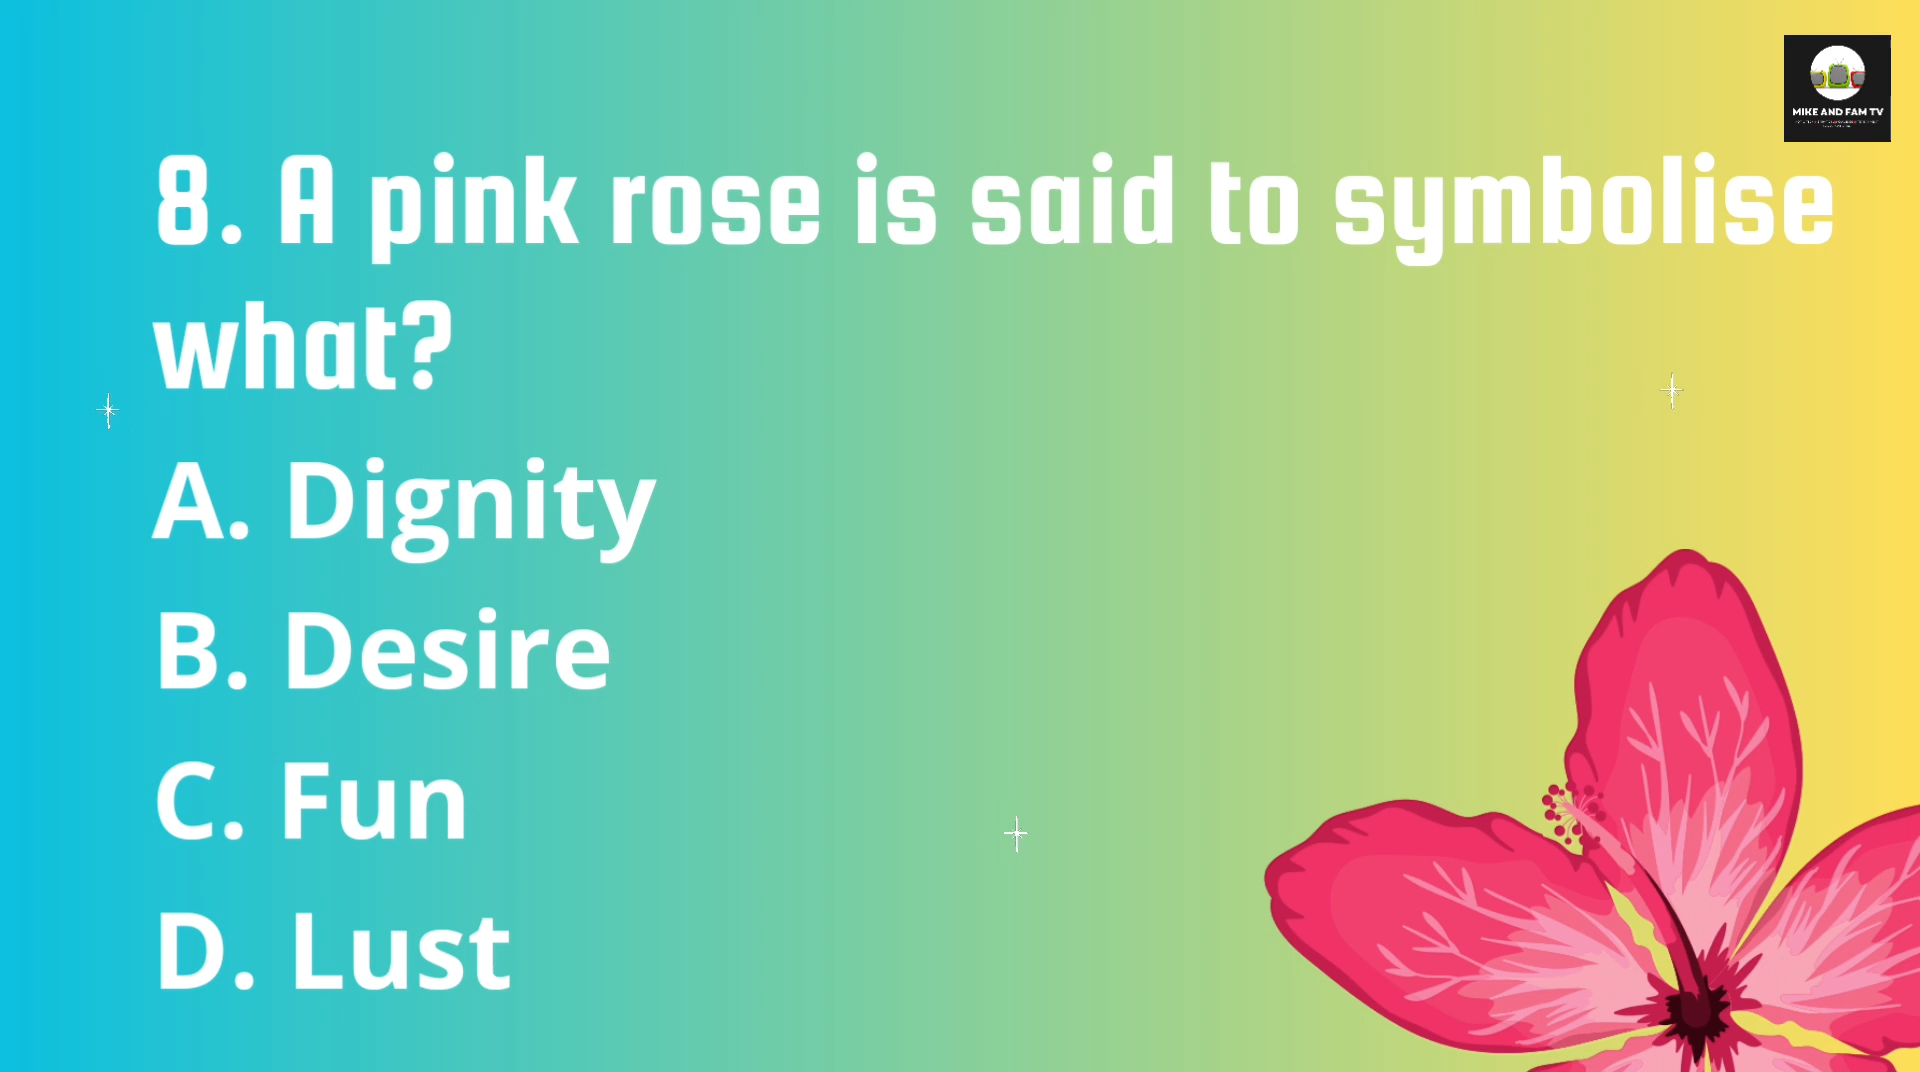 MIKE AND FAM TV
8. A pink rose is said to symbolise
what?
A. Dignity
B. Desire
C. Fun
D. Lust